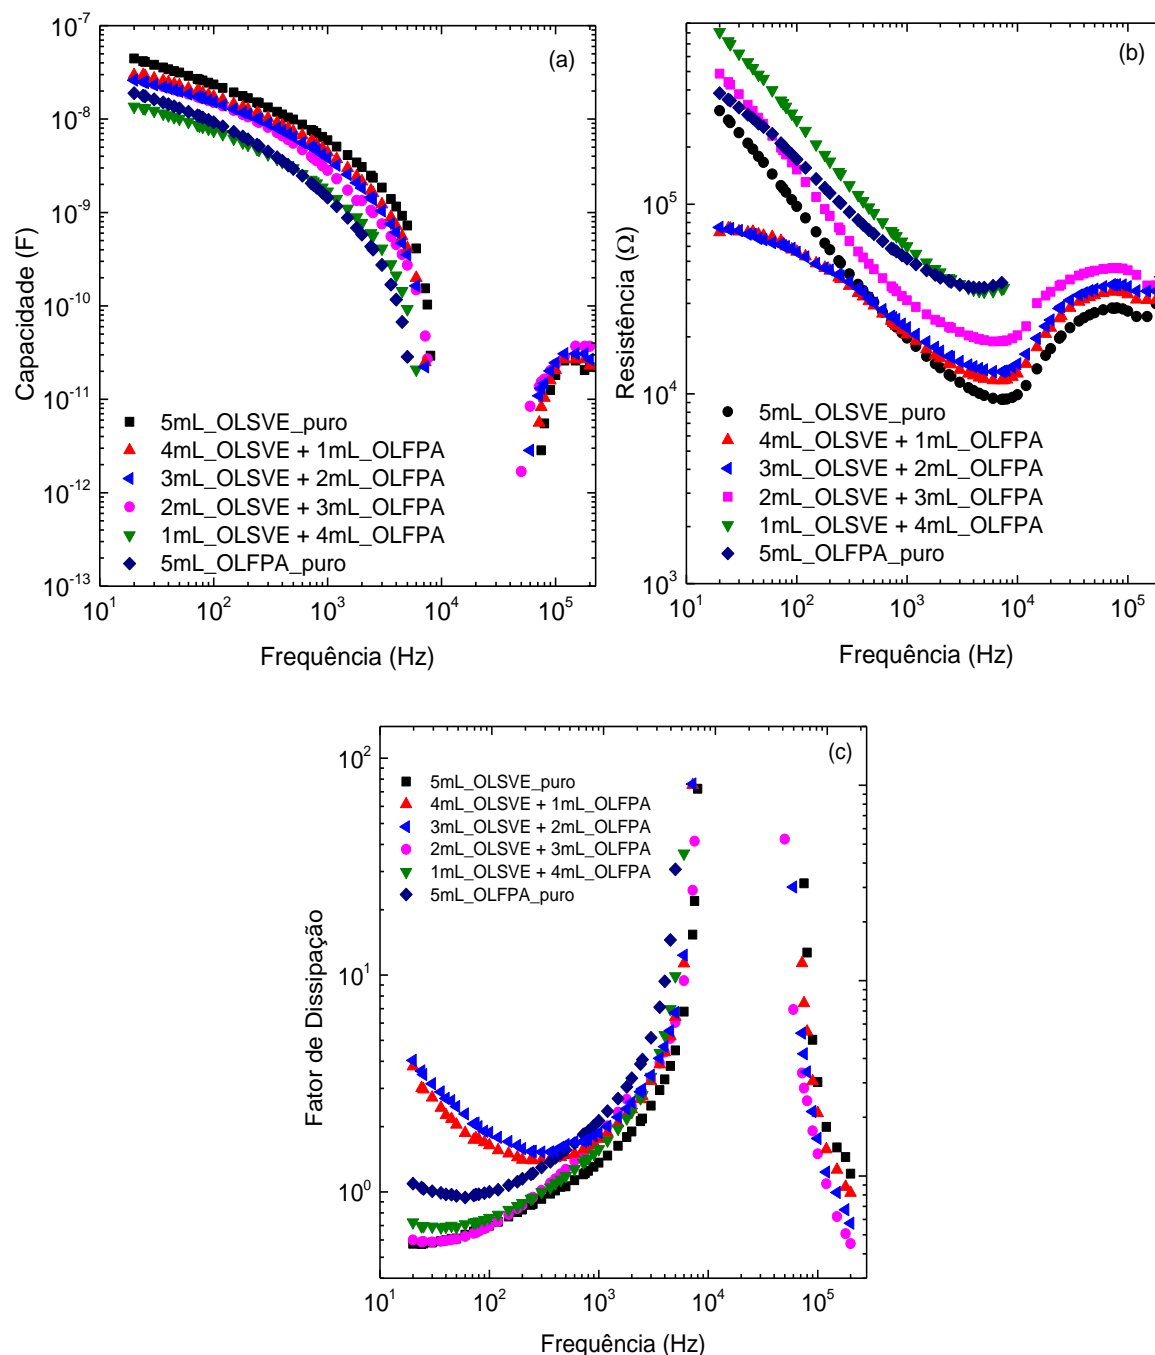 (a)
10^-7
10^-8
10^-9
10^-10
10^-11
10^-12
10^-13
Capacidade (F)
5mL_OLSVE_puro
4mL_OLSVE + 1mL_OLFPA
3mL_OLSVE + 2mL_OLFPA
2mL_OLSVE + 3mL_OLFPA
1mL_OLSVE + 4mL_OLFPA
5mL_OLFPA_puro
10^1 10^2 10^3 10^4 10^5
Frequência (Hz)
(b)
10^5
10^4
10^3
Resistência (Ω)
5mL_OLSVE_puro
4mL_OLSVE + 1mL_OLFPA
3mL_OLSVE + 2mL_OLFPA
2mL_OLSVE + 3mL_OLFPA
1mL_OLSVE + 4mL_OLFPA
5mL_OLFPA_puro
10^1 10^2 10^3 10^4 10^5
Frequência (Hz)
(c)
10^2
10^1
10^0
Fator de Dissipação
5mL_OLSVE_puro
4mL_OLSVE + 1mL_OLFPA
3mL_OLSVE + 2mL_OLFPA
2mL_OLSVE + 3mL_OLFPA
1mL_OLSVE + 4mL_OLFPA
5mL_OLFPA_puro
10^1 10^2 10^3 10^4 10^5
Frequência (Hz)